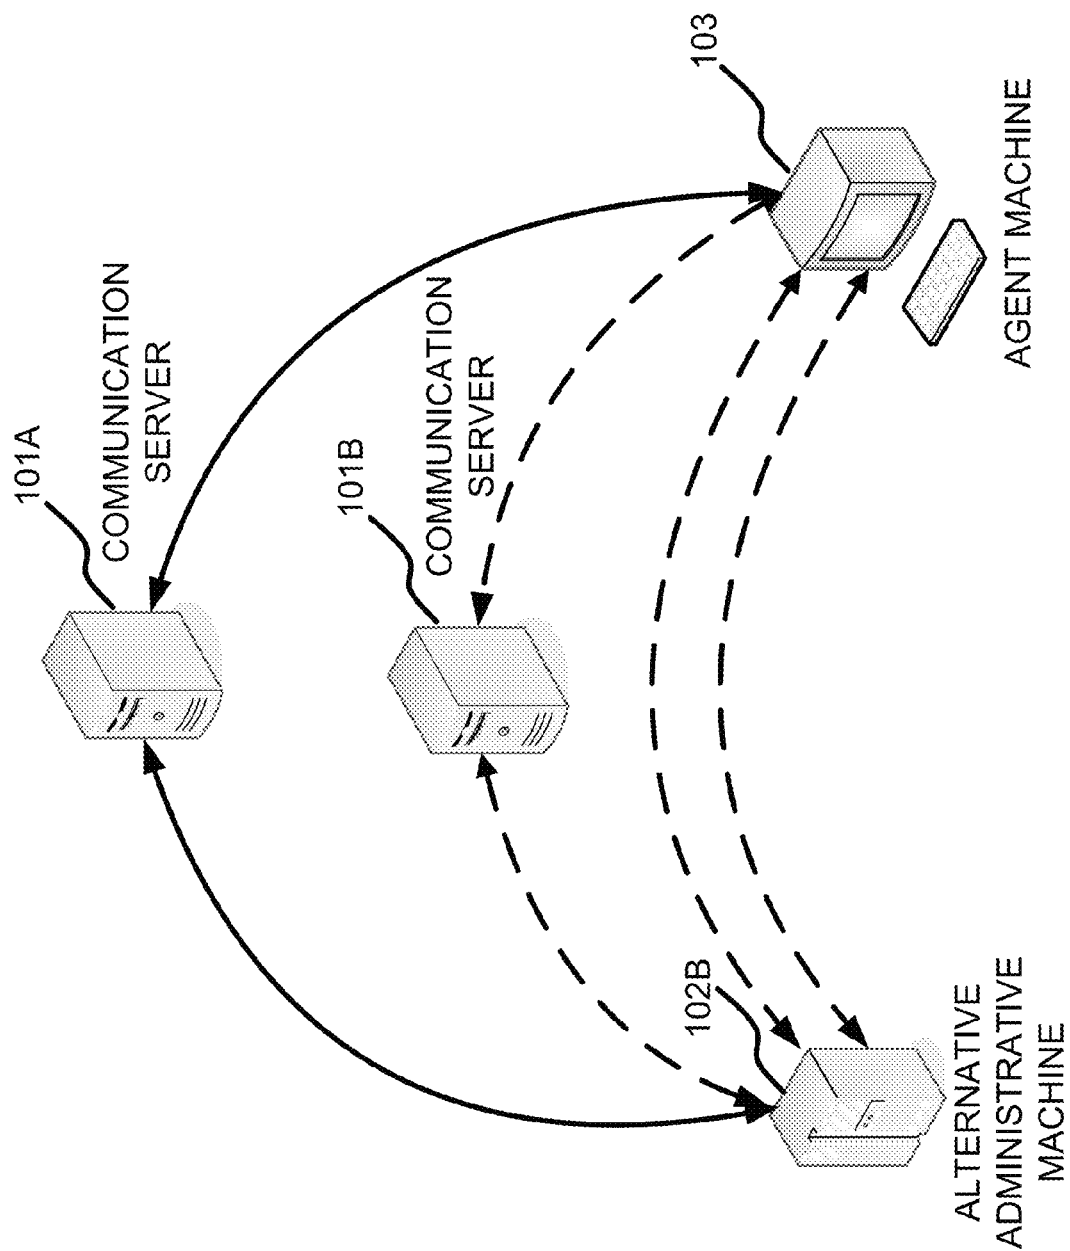 101A
COMMUNICATION
SERVER
101B
COMMUNICATION
SERVER
102B
ALTERNATIVE
ADMINISTRATIVE
MACHINE
103
AGENT MACHINE